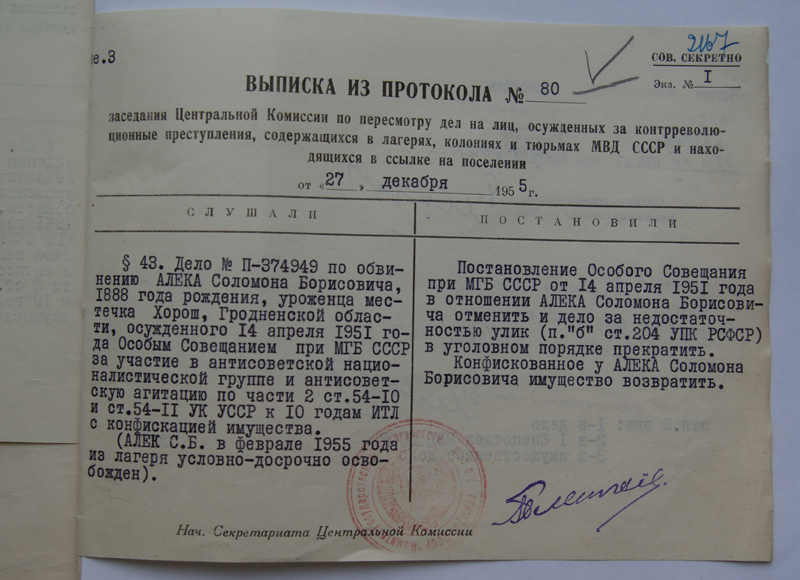 2167
СОВ. СЕКРЕТНО
Экз. № I
е.3
ВЫПИСКА ИЗ ПРОТОКОЛА № 80
заседания Центральной Комиссии по пересмотру дел на лиц, осужденных за контрреволю-
ционные преступления, содержащихся в лагерях, колониях и тюрьмах МВД СССР и нахо-
дящихся в ссылке на поселении
от «27 » декабря 1955 г.
СЛУШАЛИ
ПОСТАНОВИЛИ
§ 43. Дело № П-374949 по обви-
нению АЛЕКА Соломона Борисовича,
1888 года рождения, уроженца мес-
течка Хорош, Гродненской облас-
ти, осужденного 14 апреля 1951 го-
да Особым Совещанием при МГБ СССР
за участие в антисоветской нацио-
налистической группе и антисовет-
скую агитацию по части 2 ст.54-10
и ст.54-11 УК УССР к 10 годам ИТЛ
с конфискацией имущества.
(АЛЕК С.Б. в феврале 1955 года
из лагеря условно-досрочно осво-
божден).
Постановление Особого Совещания
при МГБ СССР от 14 апреля 1951 года
в отношении АЛЕКА Соломона Борисови-
ча отменить и дело за недостаточ-
ностью улик (п."б" ст.204 УПК РСФСР)
в уголовном порядке прекратить.
Конфискованное у АЛЕКА Соломона
Борисовича имущество возвратить.
Нач. Секретариата Центральной Комиссии